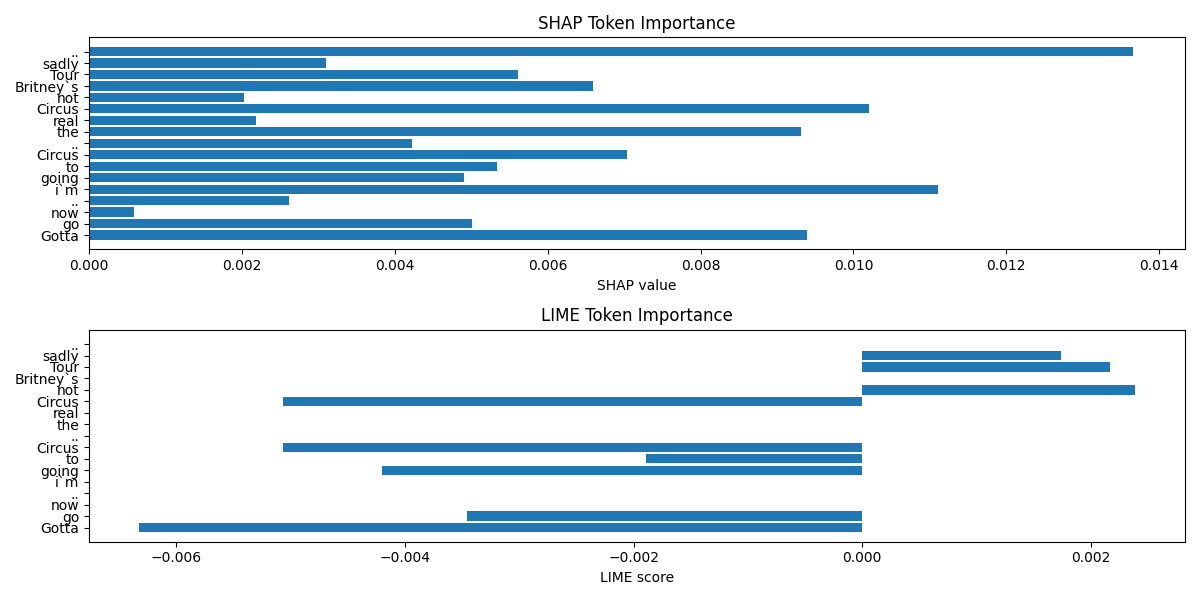 SHAP Token Importance
..
sadly
Tour
Britney`s
not
Circus
real
the
..
Circus
to
going
i`m
..
now
go
Gotta
0.000 0.002 0.004 0.006 0.008 0.010 0.012 0.014
SHAP value
LIME Token Importance
..
sadly
Tour
Britney`s
not
Circus
real
the
..
Circus
to
going
i`m
..
now
go
Gotta
−0.006 −0.004 −0.002 0.000 0.002
LIME score